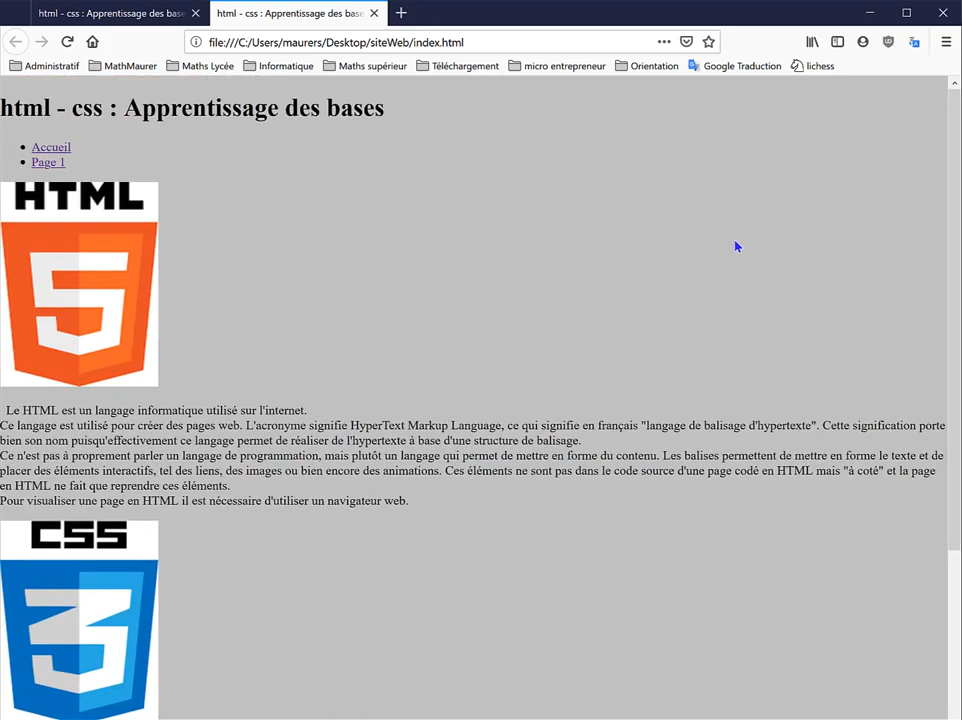 html - css : Apprentissage des base
html - css : Apprentissage des base
file:///C:/Users/maurers/Desktop/siteWeb/index.html
Administratif MathMaurer Maths Lycée Informatique Maths supérieur Téléchargement micro entrepreneur Orientation Google Traduction lichess
html - css : Apprentissage des bases
Accueil
Page 1
HTML
5
Le HTML est un langage informatique utilisé sur l'internet.
Ce langage est utilisé pour créer des pages web. L'acronyme signifie HyperText Markup Language, ce qui signifie en français "langage de balisage d'hypertexte". Cette signification porte
bien son nom puisqu'effectivement ce langage permet de réaliser de l'hypertexte à base d'une structure de balisage.
Ce n'est pas à proprement parler un langage de programmation, mais plutôt un langage qui permet de mettre en forme du contenu. Les balises permettent de mettre en forme le texte et de
placer des éléments interactifs, tel des liens, des images ou bien encore des animations. Ces éléments ne sont pas dans le code source d'une page codé en HTML mais "à coté" et la page
en HTML ne fait que reprendre ces éléments.
Pour visualiser une page en HTML il est nécessaire d'utiliser un navigateur web.
CSS
3